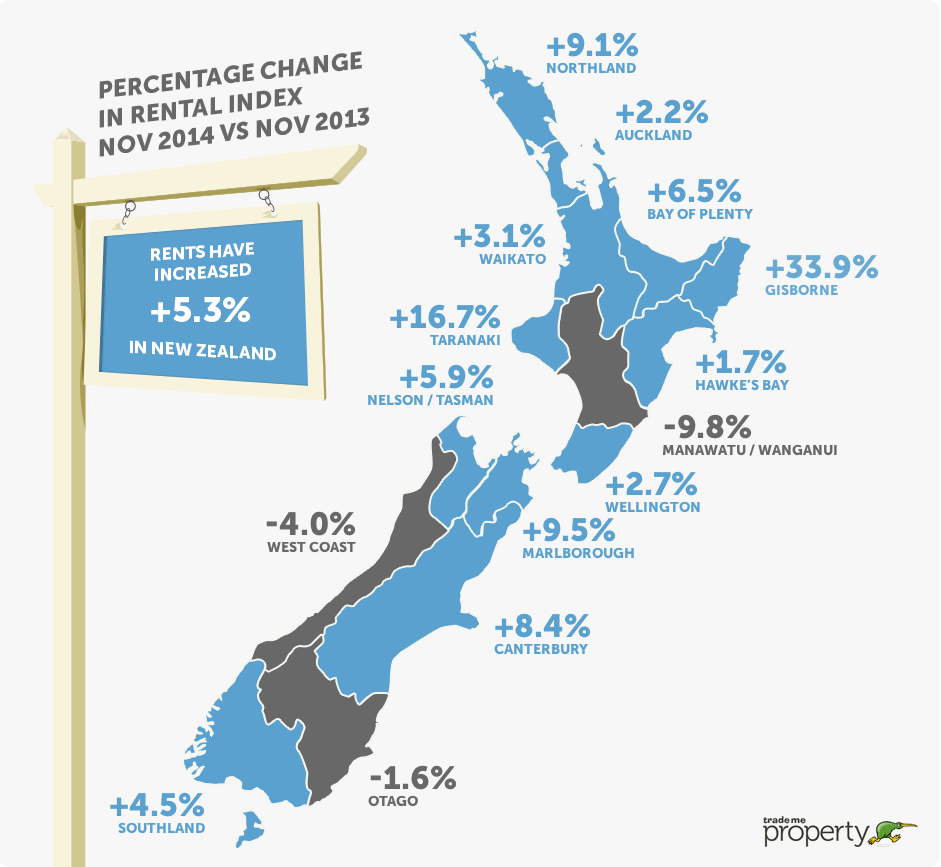 PERCENTAGE CHANGE
IN RENTAL INDEX
NOV 2014 VS NOV 2013
RENTS HAVE
INCREASED
+5.3%
IN NEW ZEALAND
+9.1%
NORTHLAND
+2.2%
AUCKLAND
+6.5%
BAY OF PLENTY
+3.1%
WAIKATO
+33.9%
GISBORNE
+16.7%
TARANAKI
+1.7%
HAWKE'S BAY
+5.9%
NELSON / TASMAN
-9.8%
MANAWATU / WANGANUI
+2.7%
WELLINGTON
-4.0%
WEST COAST
+9.5%
MARLBOROUGH
+8.4%
CANTERBURY
-1.6%
OTAGO
+4.5%
SOUTHLAND
trade me
property